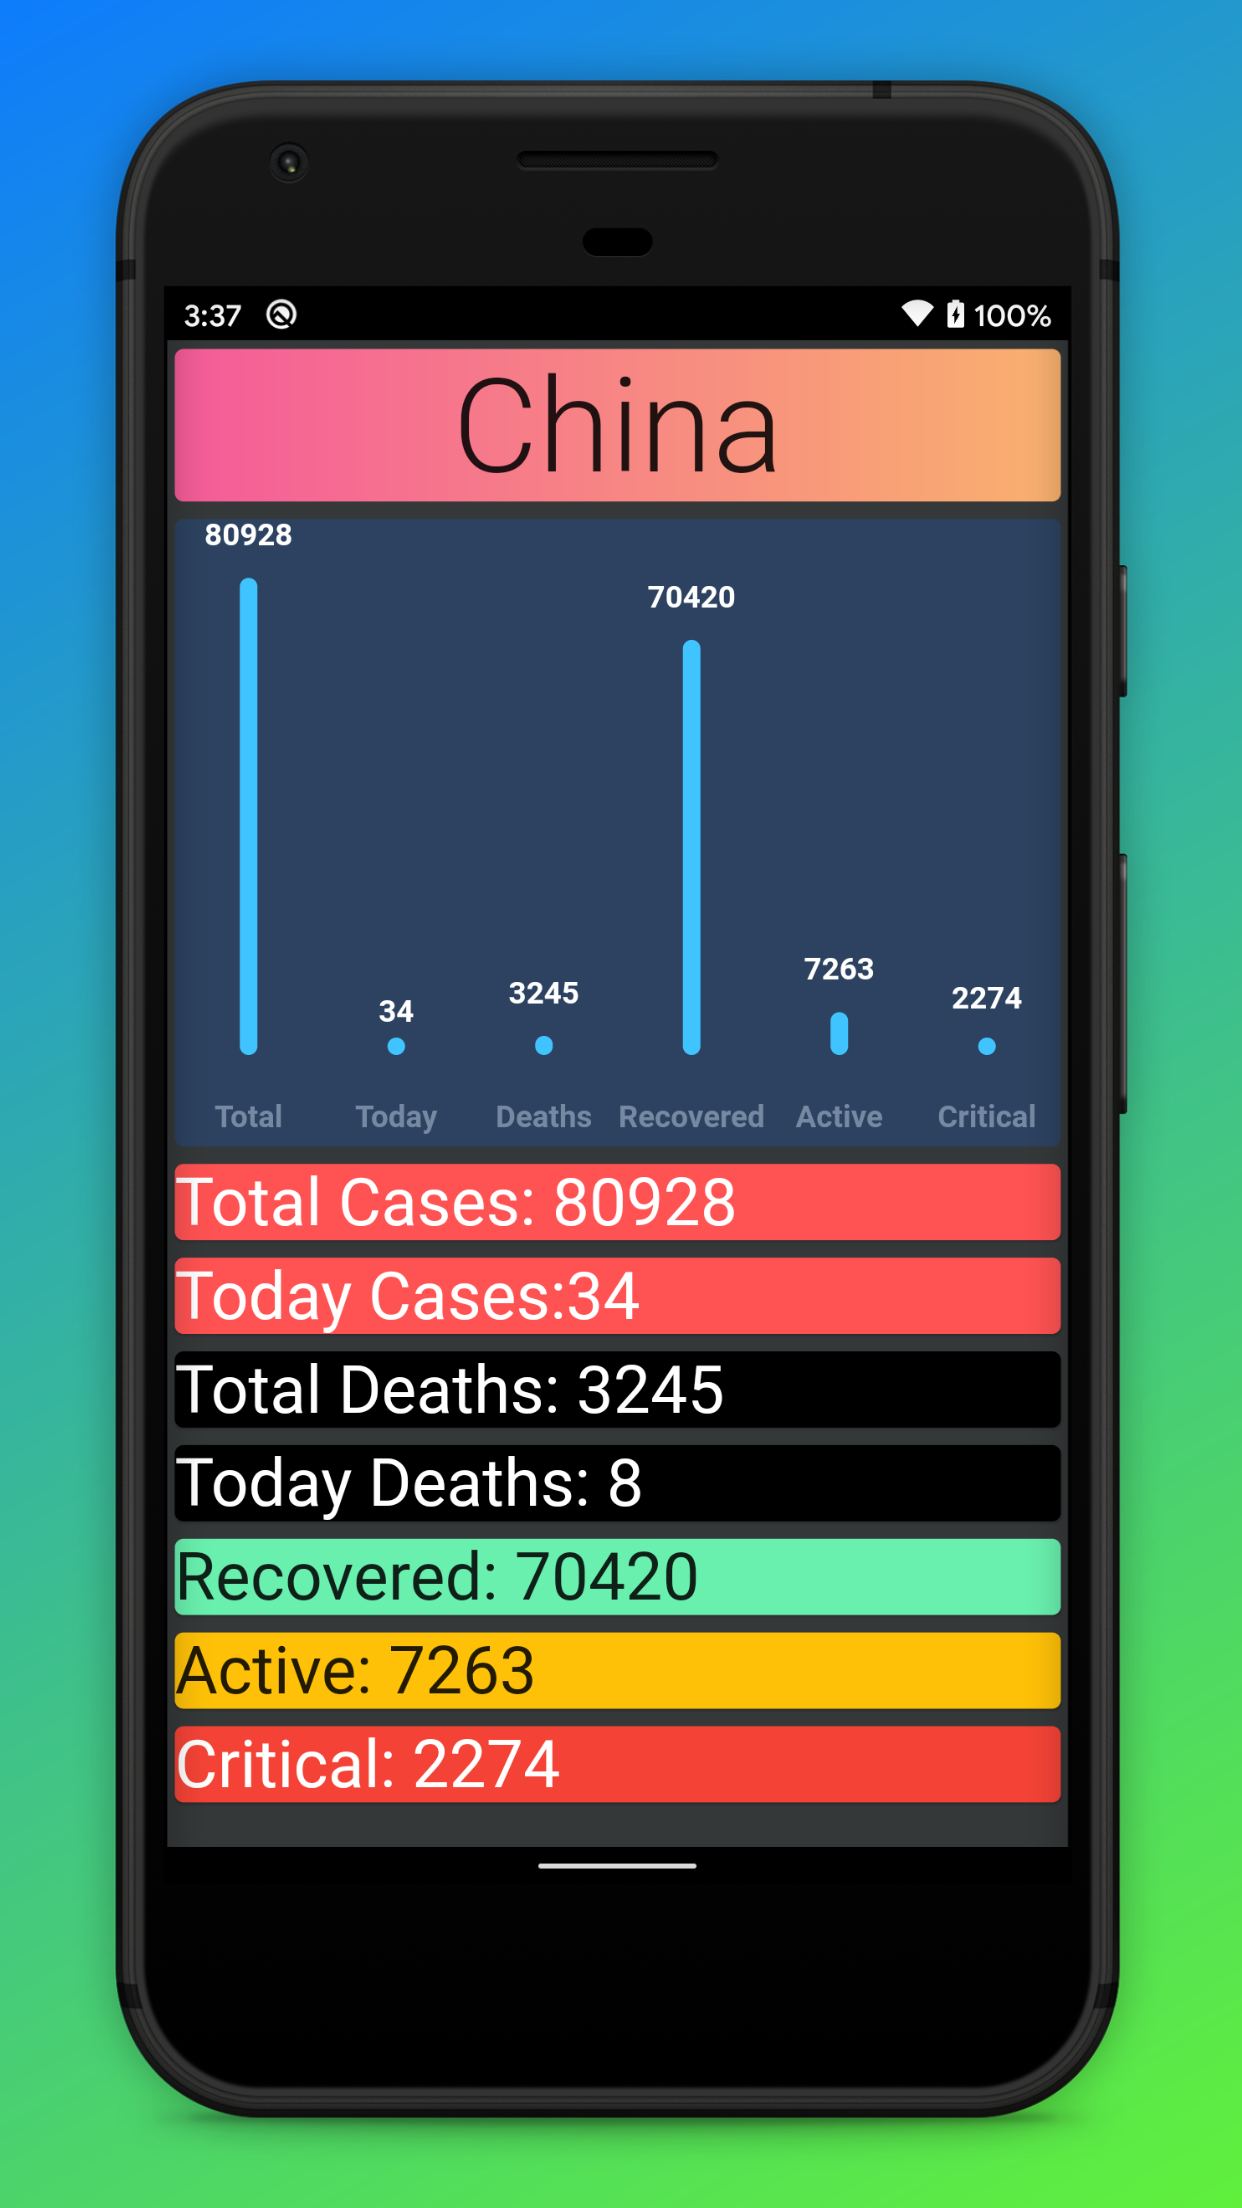 3:37 100%
China
80928
70420
7263
3245
2274
34
Total Today Deaths Recovered Active Critical
Total Cases: 80928
Today Cases:34
Total Deaths: 3245
Today Deaths: 8
Recovered: 70420
Active: 7263
Critical: 2274